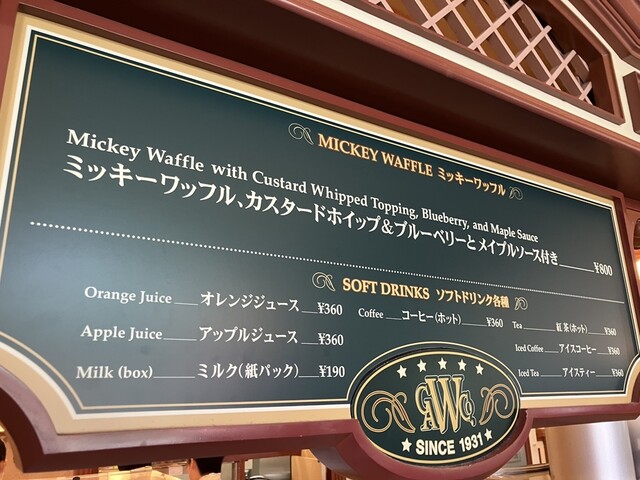 MICKEY WAFFLE ミッキーワッフル
Mickey Waffle with Custard Whipped Topping, Blueberry, and Maple Sauce
ミッキーワッフル、カスタードホイップ&ブルーベリーとメイプルソース付き ¥800
SOFT DRINKS ソフトドリンク各種
Orange Juice オレンジジュース ¥360
Apple Juice アップルジュース ¥360
Milk (box) ミルク(紙パック) ¥190
Coffee コーヒー(ホット) ¥360
Tea 紅茶(ホット) ¥360
Iced Coffee アイスコーヒー ¥360
Iced Tea アイスティー ¥360
GAWCo.
SINCE 1931